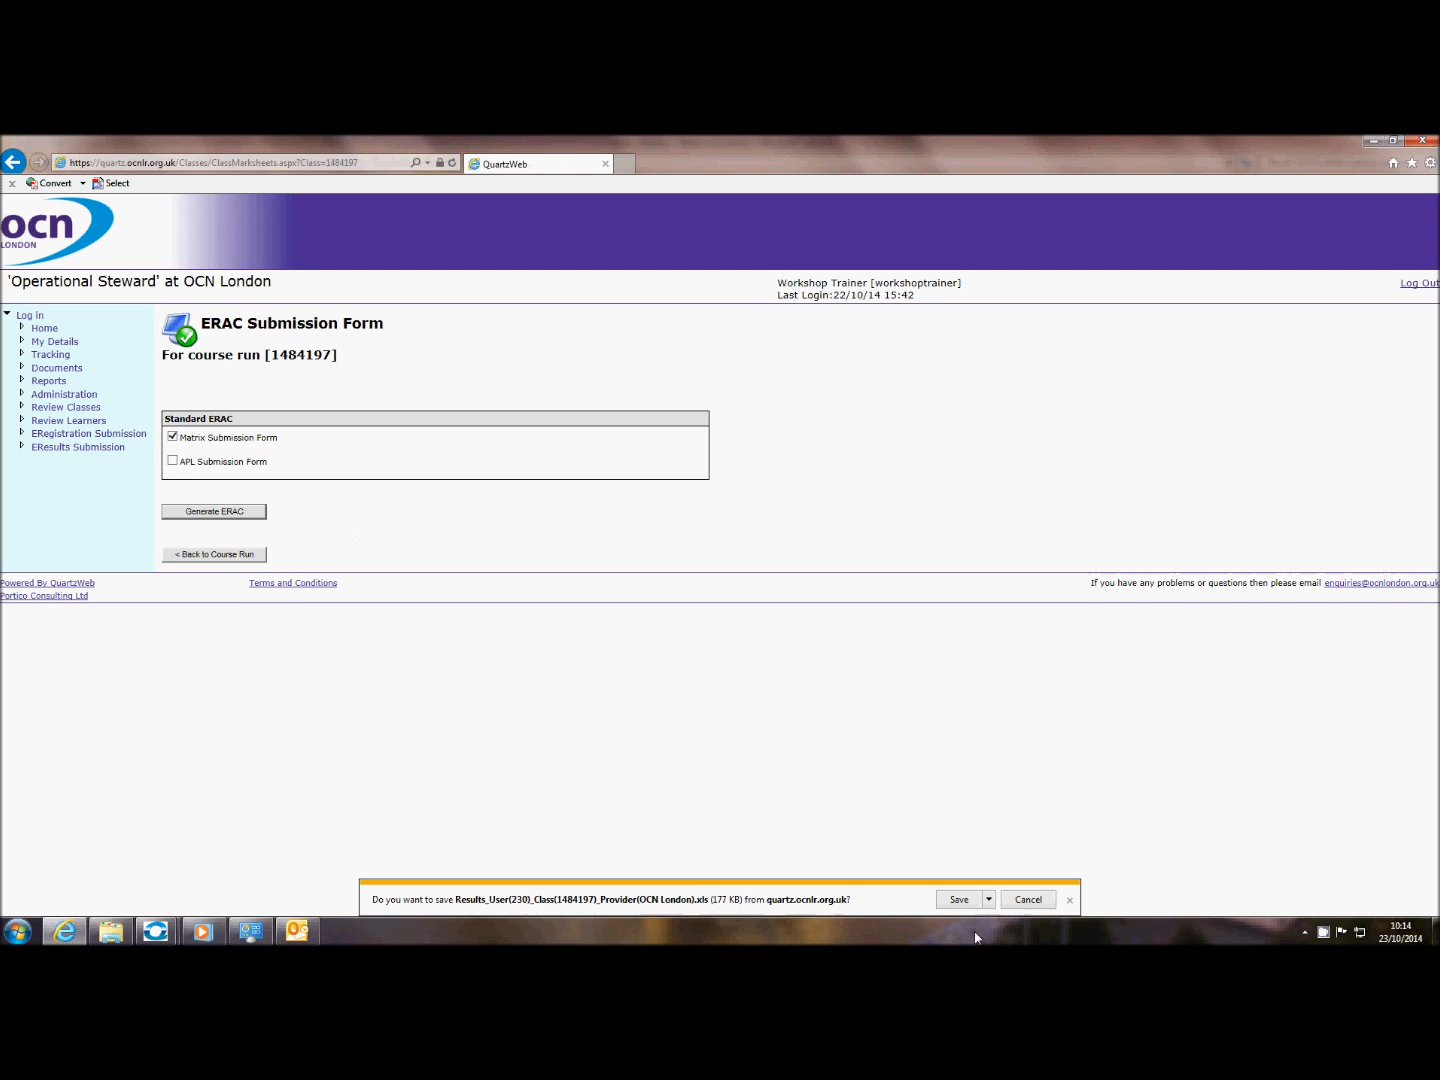 https://quartz.ocnlr.org.uk/Classes/ClassMarksheets.aspx?Class=1484197
QuartzWeb
x Convert Select
ocn
LONDON
'Operational Steward' at OCN London
Workshop Trainer [workshoptrainer]
Last Login:22/10/14 15:42
Log Out
Log in
Home
My Details
Tracking
Documents
Reports
Administration
Review Classes
Review Learners
ERegistration Submission
EResults Submission
ERAC Submission Form
For course run [1484197]
Standard ERAC
Matrix Submission Form
APL Submission Form
Generate ERAC
< Back to Course Run
Powered By QuartzWeb
Portico Consulting Ltd
Terms and Conditions
If you have any problems or questions then please email enquiries@ocnlondon.org.uk
Do you want to save Results_User(230)_Class(1484197)_Provider(OCN London).xls (177 KB) from quartz.ocnlr.org.uk?
Save
Cancel
x
10:14
23/10/2014